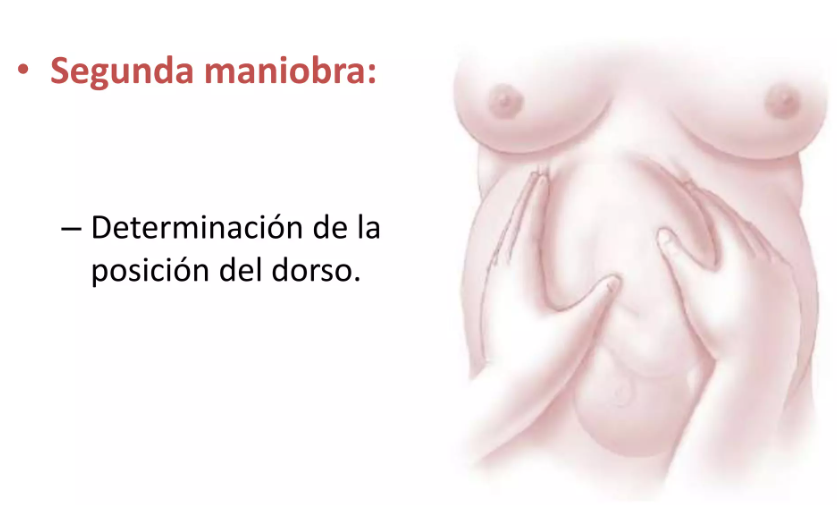 • Segunda maniobra:
– Determinación de la
posición del dorso.